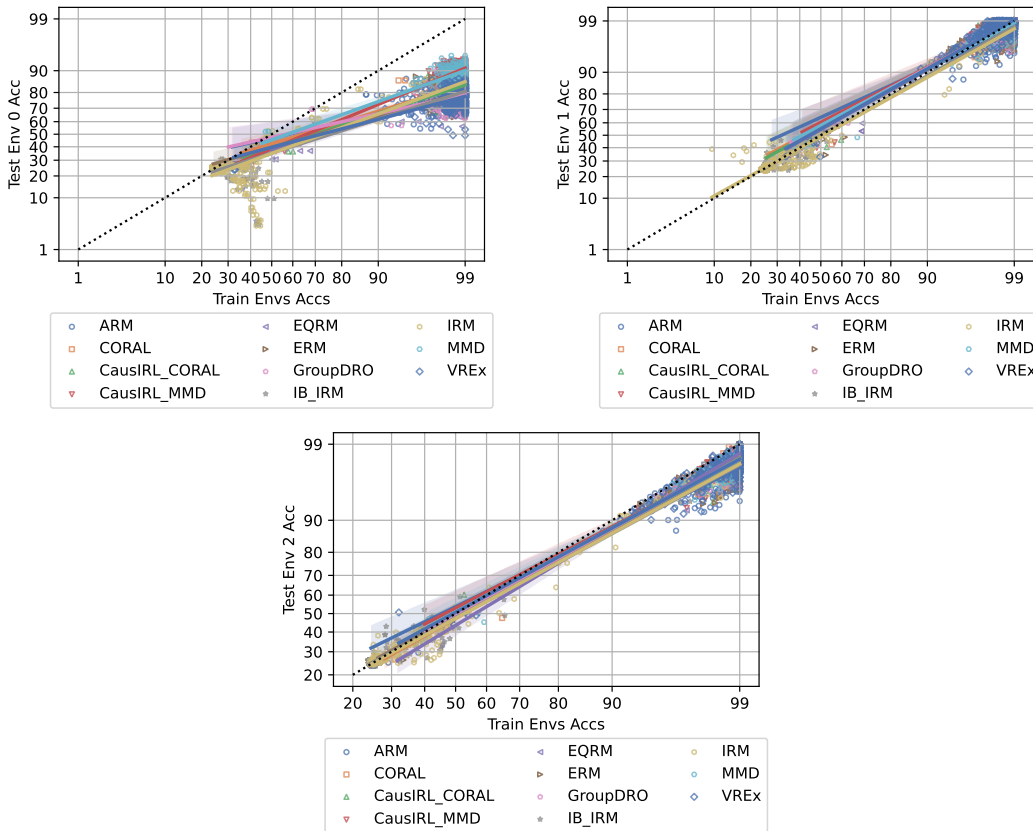 99
90
80
70
60
50
40
30
20
10
1
Test Env 0 Acc
1 10 20 30 40 50 60 70 80 90 99
Train Envs Accs
ARM EQRM IRM
CORAL ERM MMD
CausIRL_CORAL GroupDRO VREx
CausIRL_MMD IB_IRM
99
90
80
70
60
50
40
30
20
10
1
Test Env 1 Acc
1 10 20 30 40 50 60 70 80 90 99
Train Envs Accs
ARM EQRM IRM
CORAL ERM MMD
CausIRL_CORAL GroupDRO VREx
CausIRL_MMD IB_IRM
99
90
80
70
60
50
40
30
20
Test Env 2 Acc
20 30 40 50 60 70 80 90 99
Train Envs Accs
ARM EQRM IRM
CORAL ERM MMD
CausIRL_CORAL GroupDRO VREx
CausIRL_MMD IB_IRM